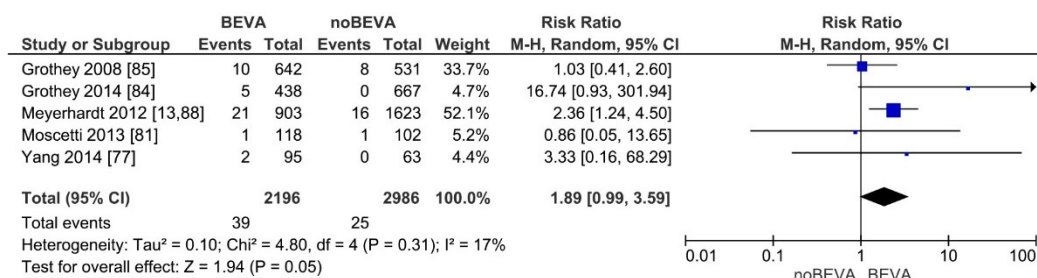 BEVA noBEVA Risk Ratio Risk Ratio
Study or Subgroup Events Total Events Total Weight M-H, Random, 95% CI M-H, Random, 95% CI
Grothey 2008 [85] 10 642 8 531 33.7% 1.03 [0.41, 2.60]
Grothey 2014 [84] 5 438 0 667 4.7% 16.74 [0.93, 301.94]
Meyerhardt 2012 [13,88] 21 903 16 1623 52.1% 2.36 [1.24, 4.50]
Moscetti 2013 [81] 1 118 1 102 5.2% 0.86 [0.05, 13.65]
Yang 2014 [77] 2 95 0 63 4.4% 3.33 [0.16, 68.29]
Total (95% CI) 2196 2986 100.0% 1.89 [0.99, 3.59]
Total events 39 25
Heterogeneity: Tau² = 0.10; Chi² = 4.80, df = 4 (P = 0.31); I² = 17%
Test for overall effect: Z = 1.94 (P = 0.05)
0.01 0.1 1 10 100
noBEVA BEVA